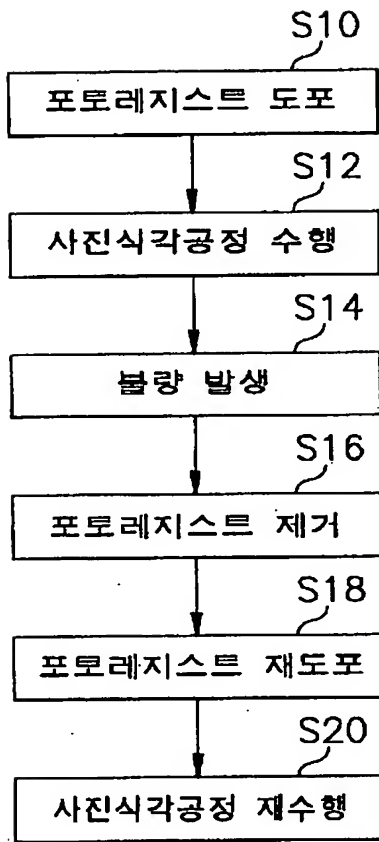 S10
포토레지스트 도포
S12
사진식각공정 수행
S14
불량 발생
S16
포토레지스트 제거
S18
포토레지스트 재도포
S20
사진식각공정 재수행